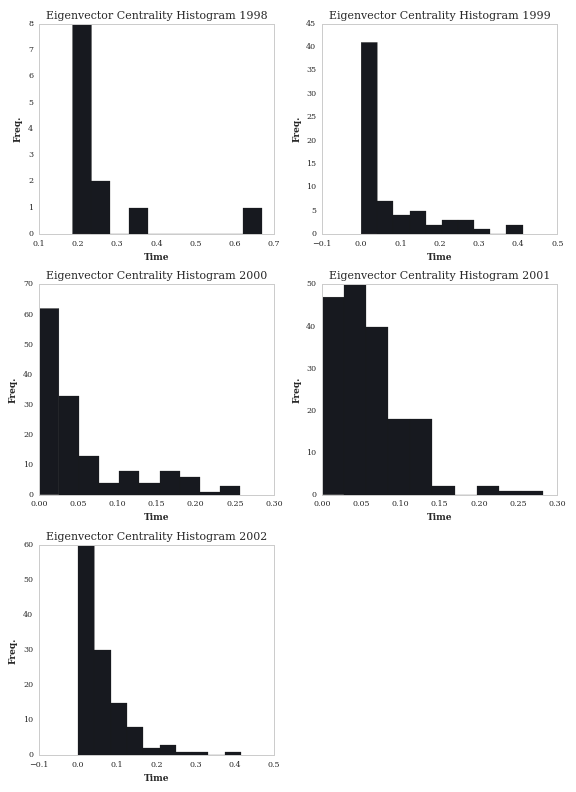 Eigenvector Centrality Histogram 1998
8
7
6
5
4
3
2
1
0
Freq.
0.1 0.2 0.3 0.4 0.5 0.6 0.7
Time
Eigenvector Centrality Histogram 1999
45
40
35
30
25
20
15
10
5
0
Freq.
−0.1 0.0 0.1 0.2 0.3 0.4 0.5
Time
Eigenvector Centrality Histogram 2000
70
60
50
40
30
20
10
0
Freq.
0.00 0.05 0.10 0.15 0.20 0.25 0.30
Time
Eigenvector Centrality Histogram 2001
50
40
30
20
10
0
Freq.
0.00 0.05 0.10 0.15 0.20 0.25 0.30
Time
Eigenvector Centrality Histogram 2002
60
50
40
30
20
10
0
Freq.
−0.1 0.0 0.1 0.2 0.3 0.4 0.5
Time